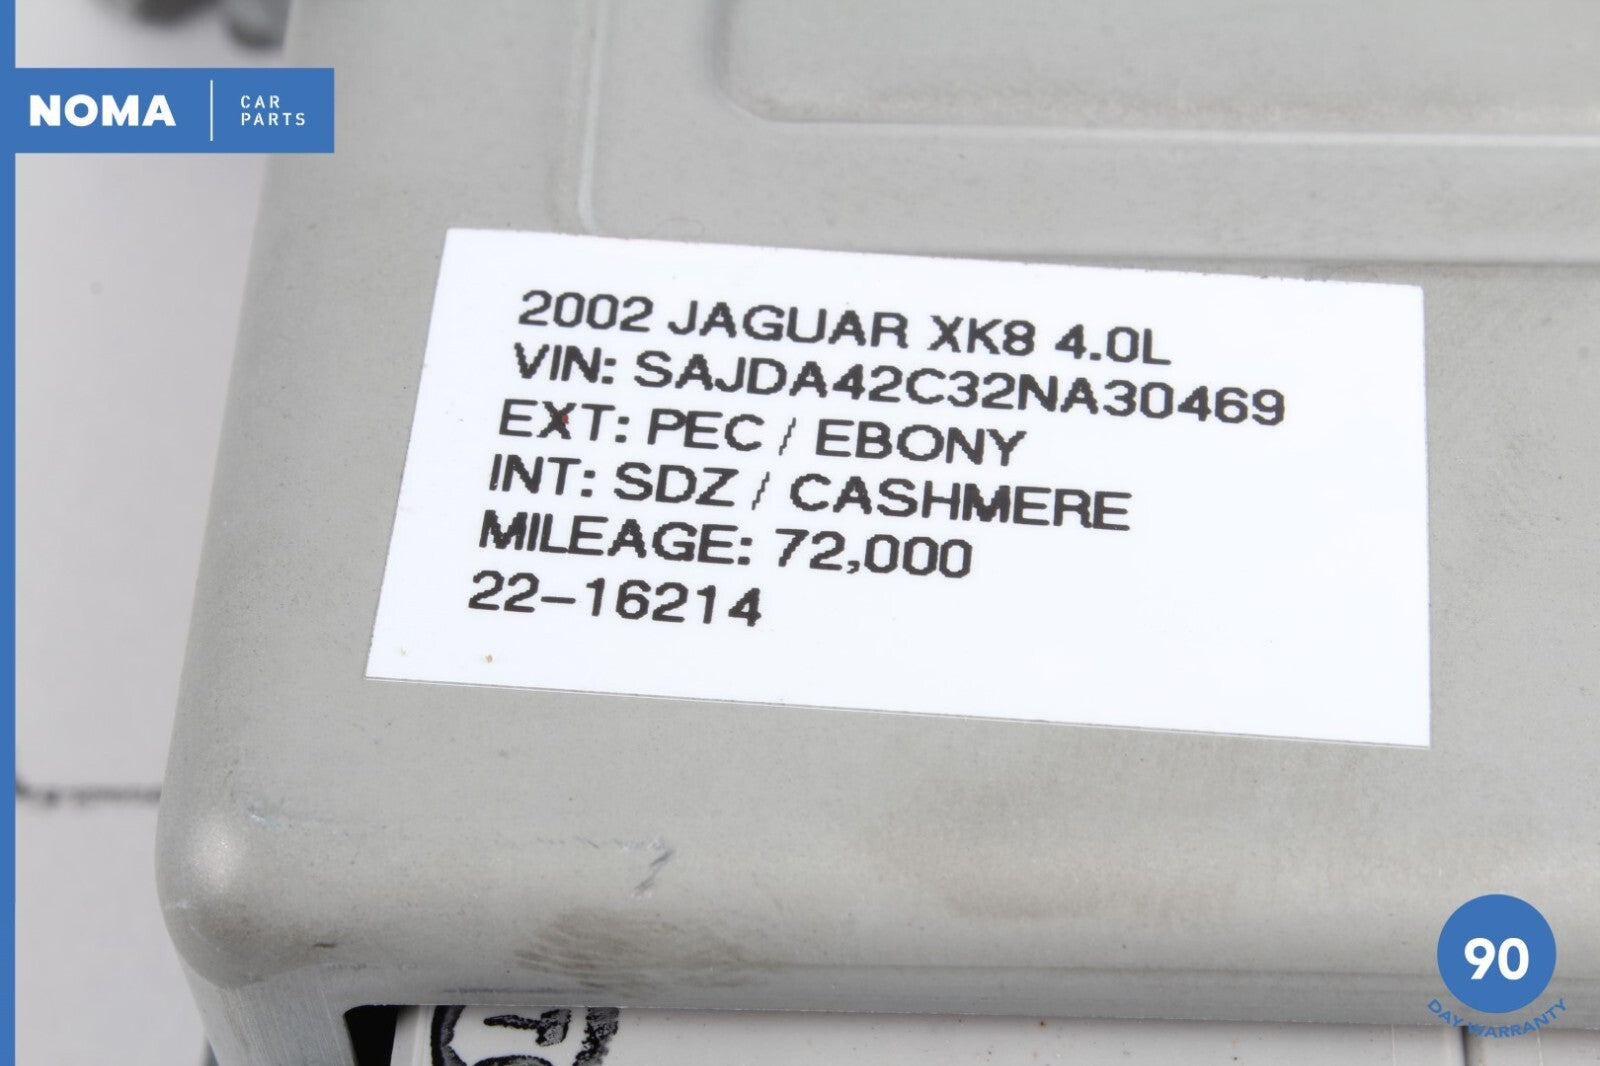 NOMA
CAR
PARTS
2002 JAGUAR XK8 4.0L
VIN: SAJDA42C32NA30469
EXT: PEC / EBONY
INT: SDZ / CASHMERE
MILEAGE: 72,000
22-16214
90
DAY WARRANTY